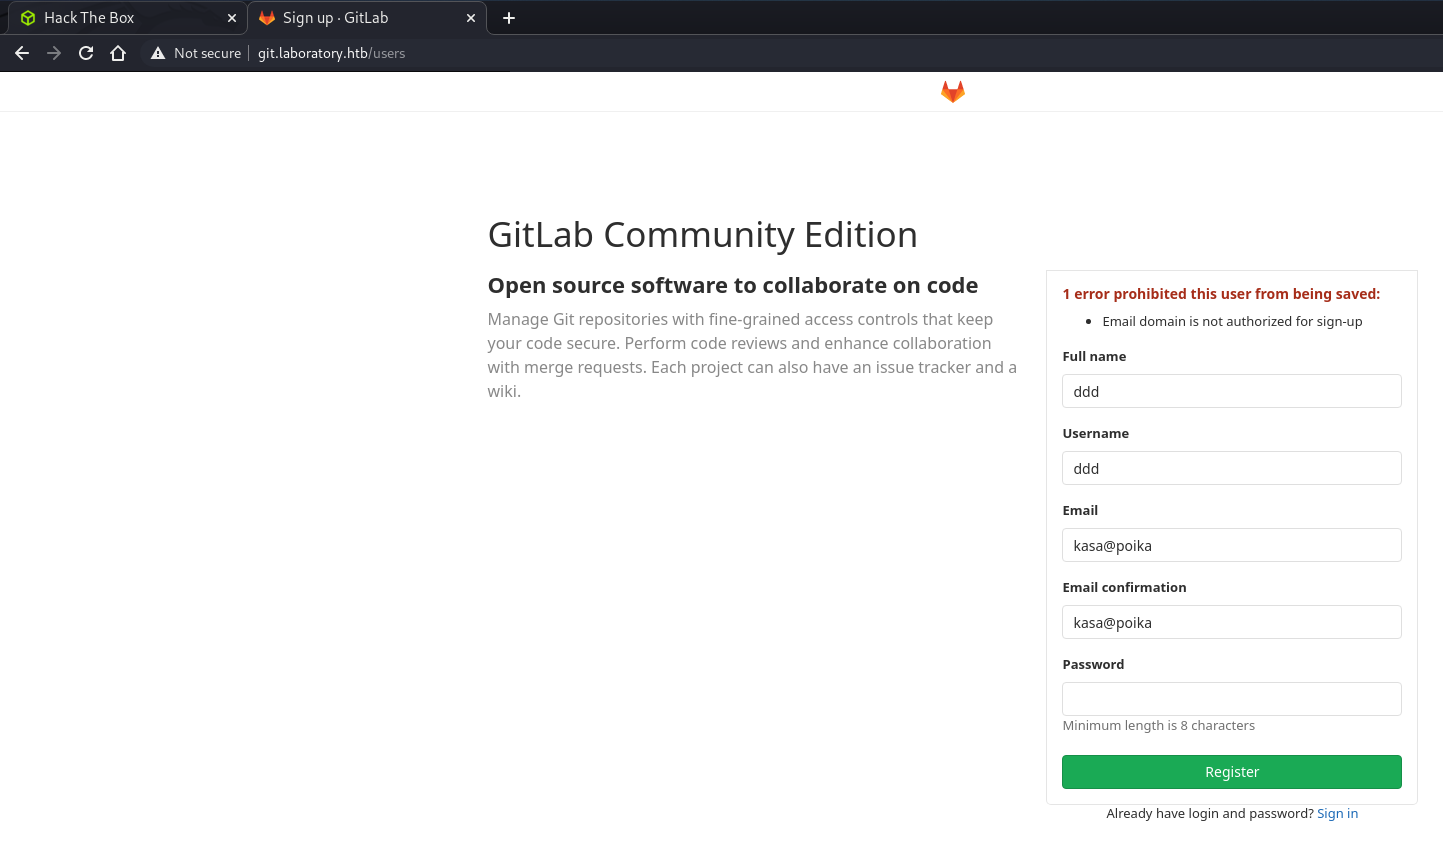 Hack The Box
Sign up · GitLab
Not secure
git.laboratory.htb/users
GitLab Community Edition
Open source software to collaborate on code
Manage Git repositories with fine-grained access controls that keep
your code secure. Perform code reviews and enhance collaboration
with merge requests. Each project can also have an issue tracker and a
wiki.
1 error prohibited this user from being saved:
• Email domain is not authorized for sign-up
Full name
ddd
Username
ddd
Email
kasa@poika
Email confirmation
kasa@poika
Password
Minimum length is 8 characters
Register
Already have login and password? Sign in